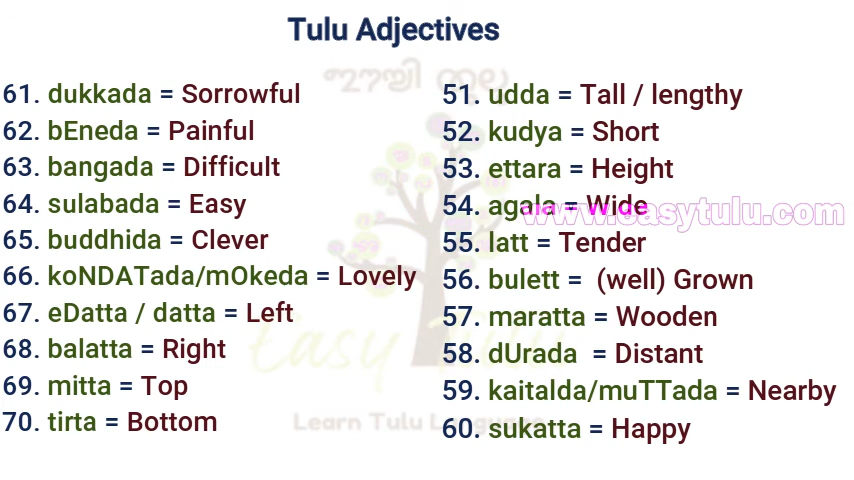 Tulu Adjectives
61. dukkada = Sorrowful
62. bEneda = Painful
63. bangada = Difficult
64. sulabada = Easy
65. buddhida = Clever
66. koNDATada/mOkeda = Lovely
67. eDatta / datta = Left
68. balatta = Right
69. mitta = Top
70. tirta = Bottom
51. udda = Tall / lengthy
52. kudya = Short
53. ettara = Height
54. agala = Wide
www.easytulu.com
55. latt = Tender
56. bulett = (well) Grown
57. maratta = Wooden
58. dUrada = Distant
59. kaitalda/muTTada = Nearby
60. sukatta = Happy
Easy Tulu
Learn Tulu Language